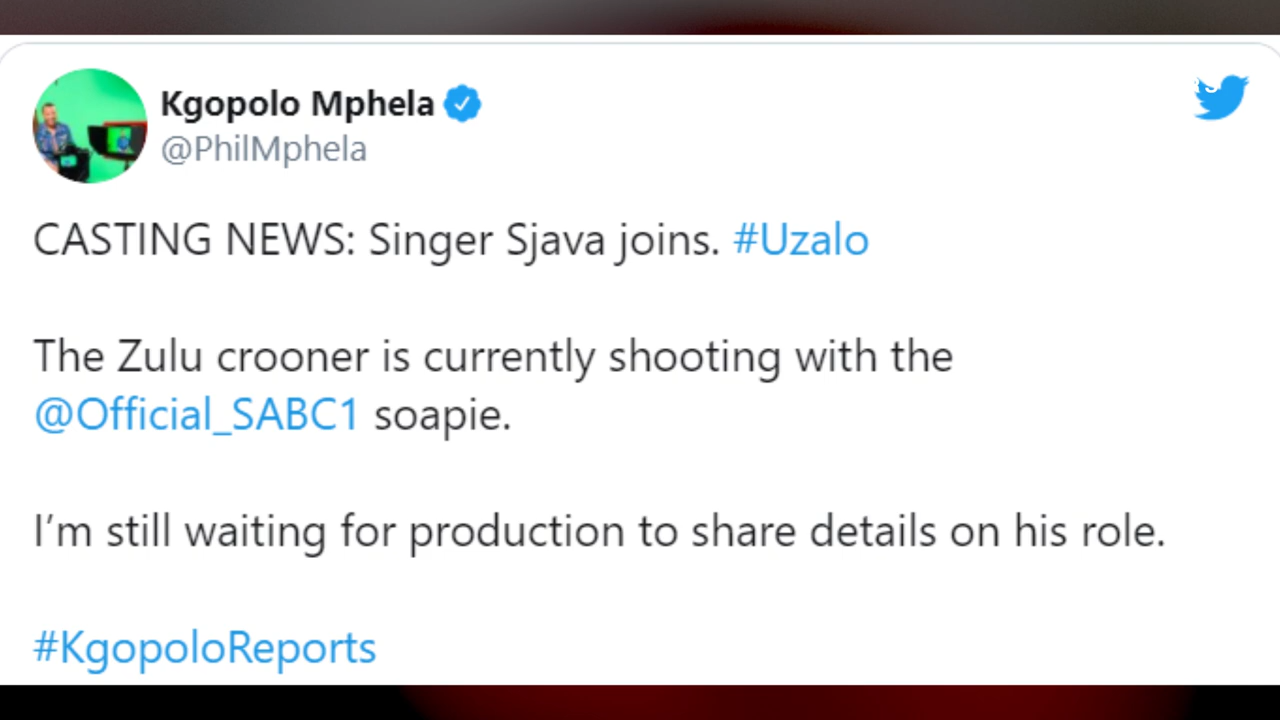 Kgopolo Mphela
@PhilMphela
CASTING NEWS: Singer Sjava joins. #Uzalo
The Zulu crooner is currently shooting with the
@Official_SABC1 soapie.
I’m still waiting for production to share details on his role.
#KgopoloReports